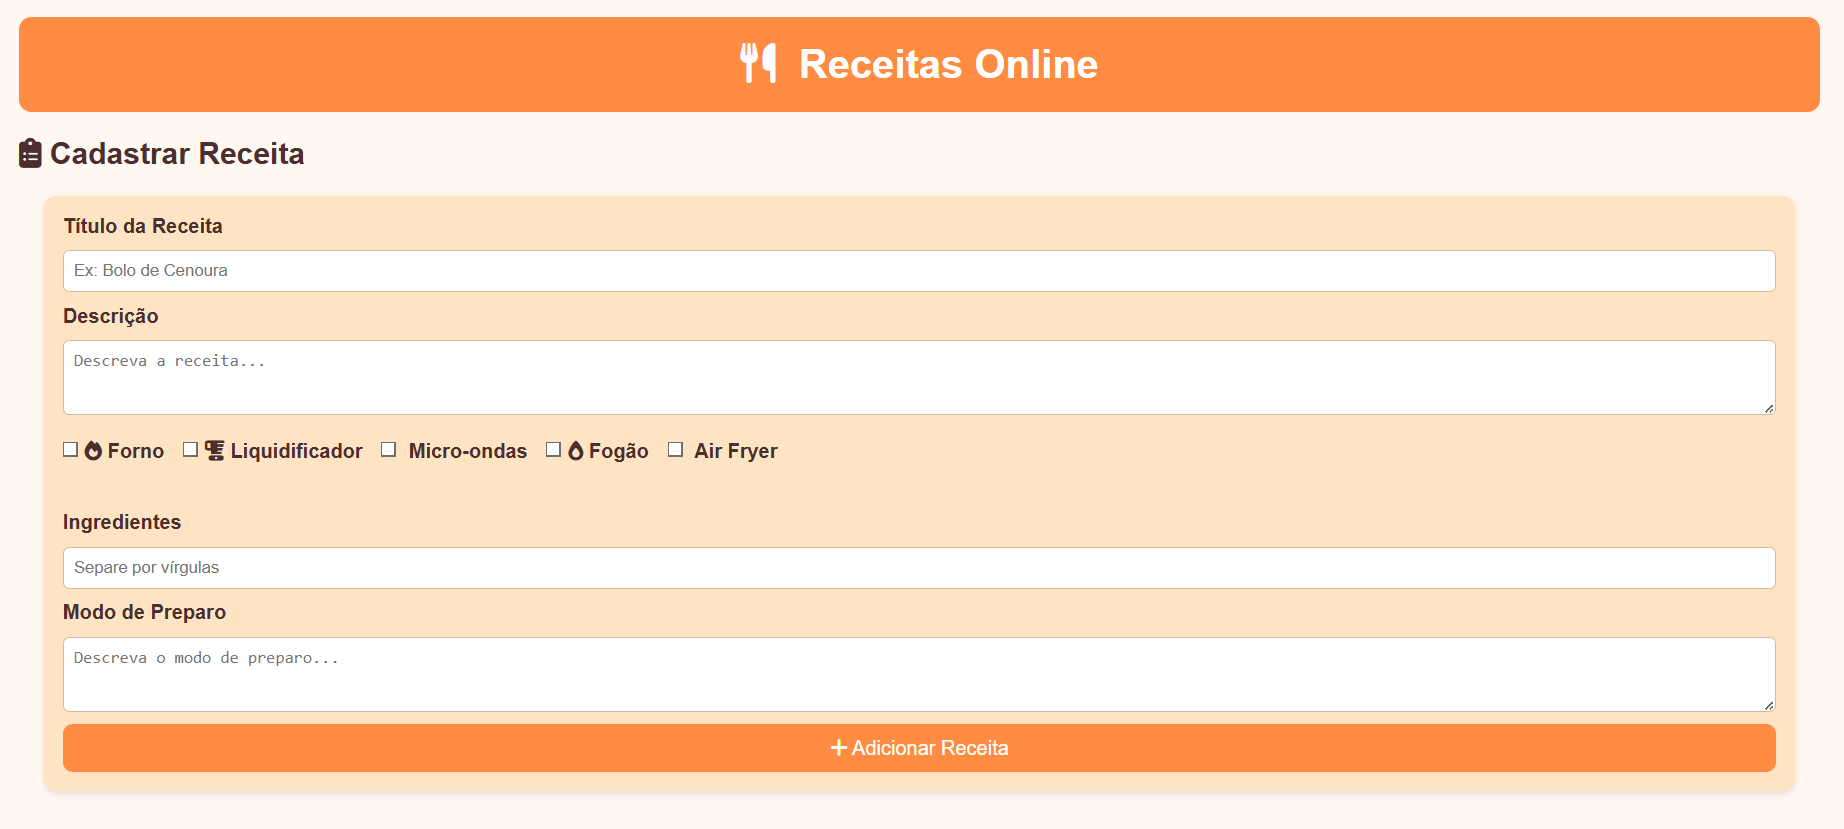 Receitas Online
Cadastrar Receita
Título da Receita
Ex: Bolo de Cenoura
Descrição
Descreva a receita...
Forno Liquidificador Micro-ondas Fogão Air Fryer
Ingredientes
Separe por vírgulas
Modo de Preparo
Descreva o modo de preparo...
Adicionar Receita